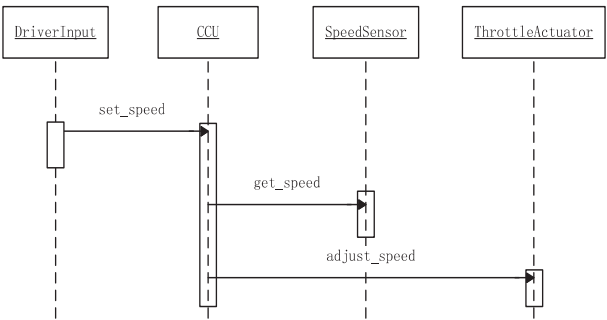 DriverInput
CCU
SpeedSensor
ThrottleActuator
set_speed
get_speed
adjust_speed